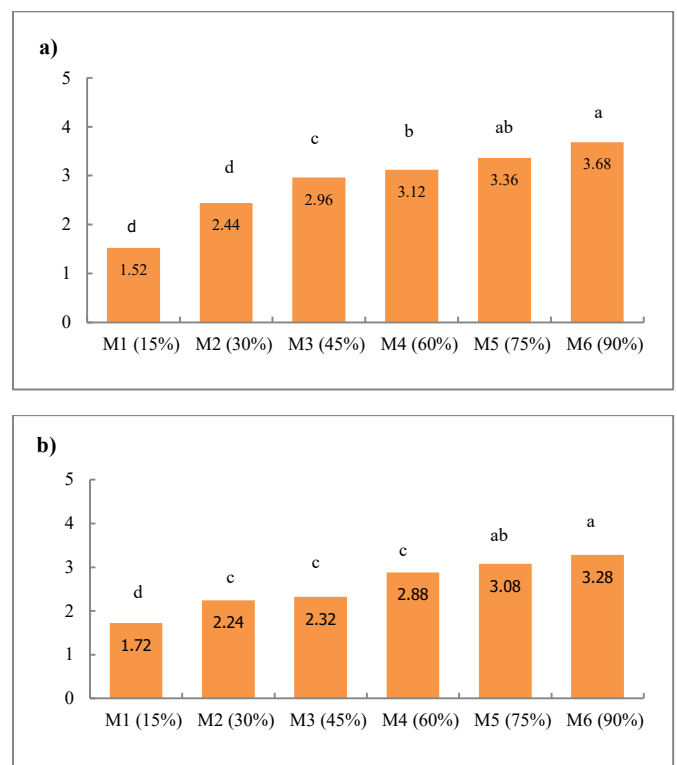 a)
5
4
3
2
1
0
d
d
c
b
ab
a
1.52
2.44
2.96
3.12
3.36
3.68
M1 (15%) M2 (30%) M3 (45%) M4 (60%) M5 (75%) M6 (90%)
b)
5
4
3
2
1
0
d
c
c
c
ab
a
1.72
2.24
2.32
2.88
3.08
3.28
M1 (15%) M2 (30%) M3 (45%) M4 (60%) M5 (75%) M6 (90%)